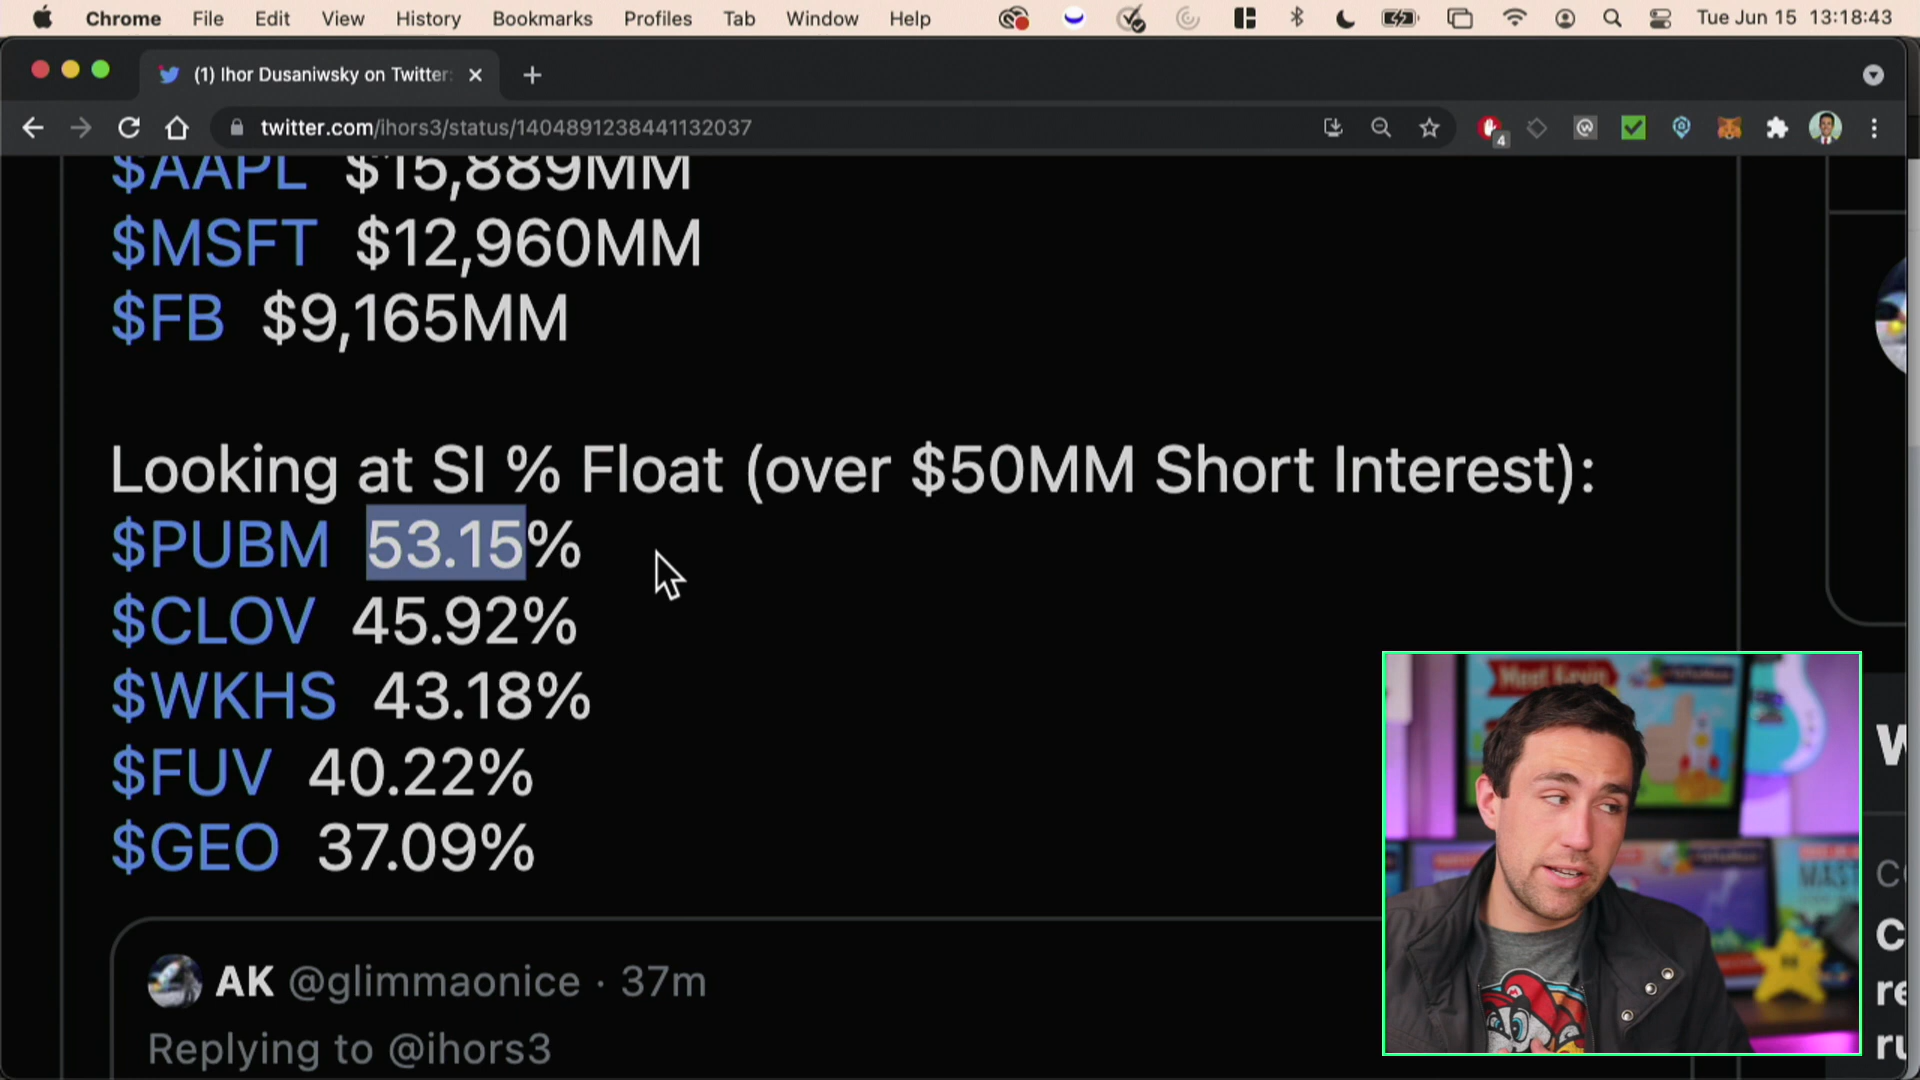 Chrome File Edit View History Bookmarks Profiles Tab Window Help Tue Jun 15 13:18:43
(1) Ihor Dusaniwsky on Twitter:
twitter.com/ihors3/status/1404891238441132037
4
$AAPL $15,889MM
$MSFT $12,960MM
$FB $9,165MM
Looking at SI % Float (over $50MM Short Interest):
$PUBM 53.15%
$CLOV 45.92%
$WKHS 43.18%
$FUV 40.22%
$GEO 37.09%
Meet Kevin
AK @glimmaonice · 37m
Replying to @ihors3